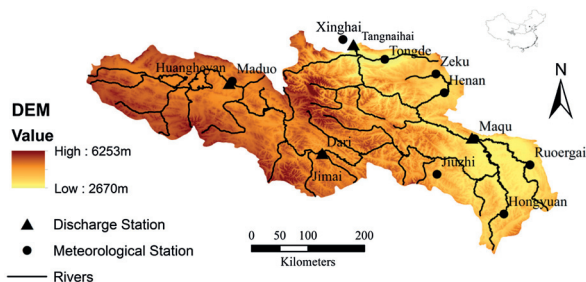 Xinghai
Tangnaihai
Tongde
Zeku
Henan
Huangheyan
Maduo
N
DEM
Value
High : 6253m
Low : 2670m
Dari
Jimai
Maqu
Jiuzhi
Ruoergai
Hongyuan
Discharge Station
Meteorological Station
Rivers
0 50 100 200
Kilometers